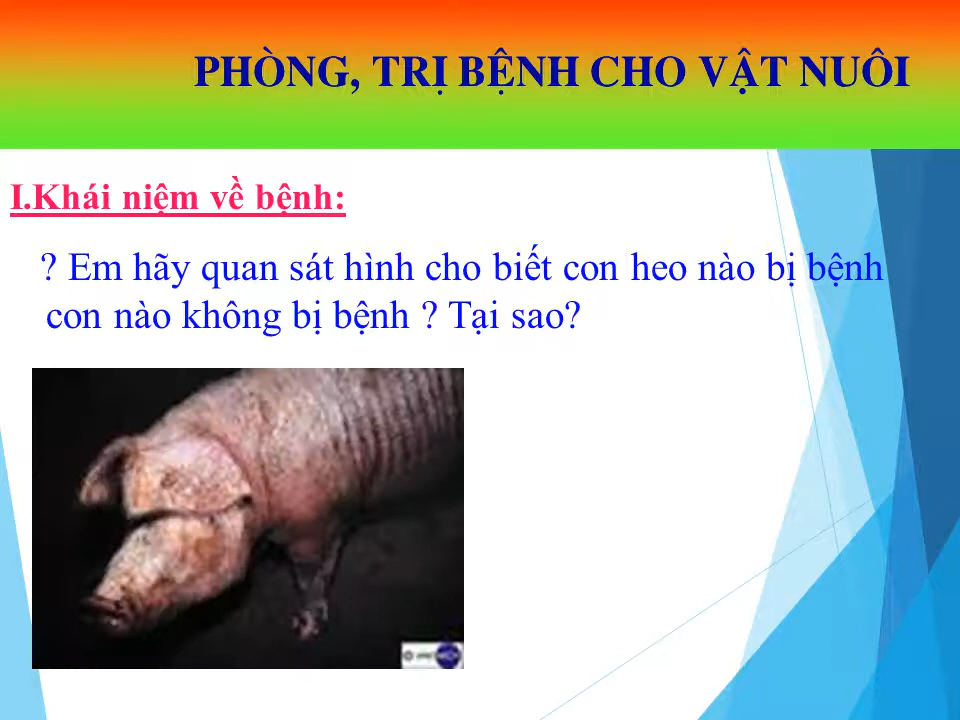 PHÒNG, TRỊ BỆNH CHO VẬT NUÔI
I.Khái niệm về bệnh:
? Em hãy quan sát hình cho biết con heo nào bị bệnh
con nào không bị bệnh ? Tại sao?